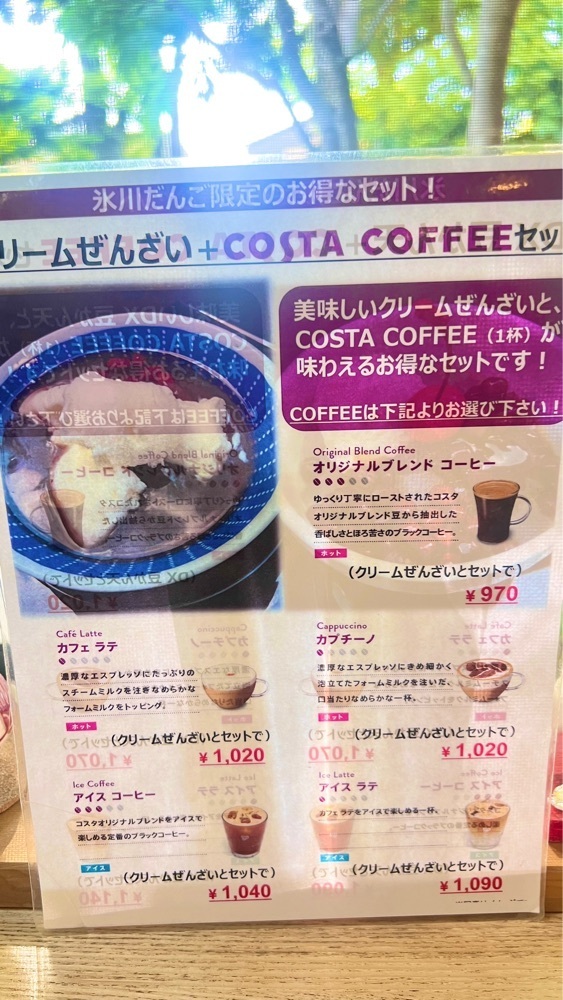 氷川だんご限定のお得なセット！
リームぜんざい＋COSTA COFFEEセッ
美味しいクリームぜんざいと、
COSTA COFFEE（1杯）が
味わえるお得なセットです！
COFFEEは下記よりお選び下さい！
Original Blend Coffee
オリジナルブレンド コーヒー
ゆっくり丁寧にローストされたコスタ
オリジナルブレンド豆から抽出した
香ばしさとほろ苦さのブラックコーヒー。
ホット
（クリームぜんざいとセットで）
¥970
Café Latte
カフェ ラテ
濃厚なエスプレッソにたっぷりの
スチームミルクを注ぎなめらかな
フォームミルクをトッピング。
ホット
（クリームぜんざいとセットで）
¥1,020
Cappuccino
カプチーノ
濃厚なエスプレッソにきめ細かく
泡立てたフォームミルクを注いだ、
口当たりなめらかな一杯。
ホット
（クリームぜんざいとセットで）
¥1,020
Ice Coffee
アイス コーヒー
コスタオリジナルブレンドをアイスで
楽しめる定番のブラックコーヒー。
アイス
（クリームぜんざいとセットで）
¥1,040
Ice Latte
アイス ラテ
カフェラテをアイスで楽しめる一杯。
アイス
（クリームぜんざいとセットで）
¥1,090